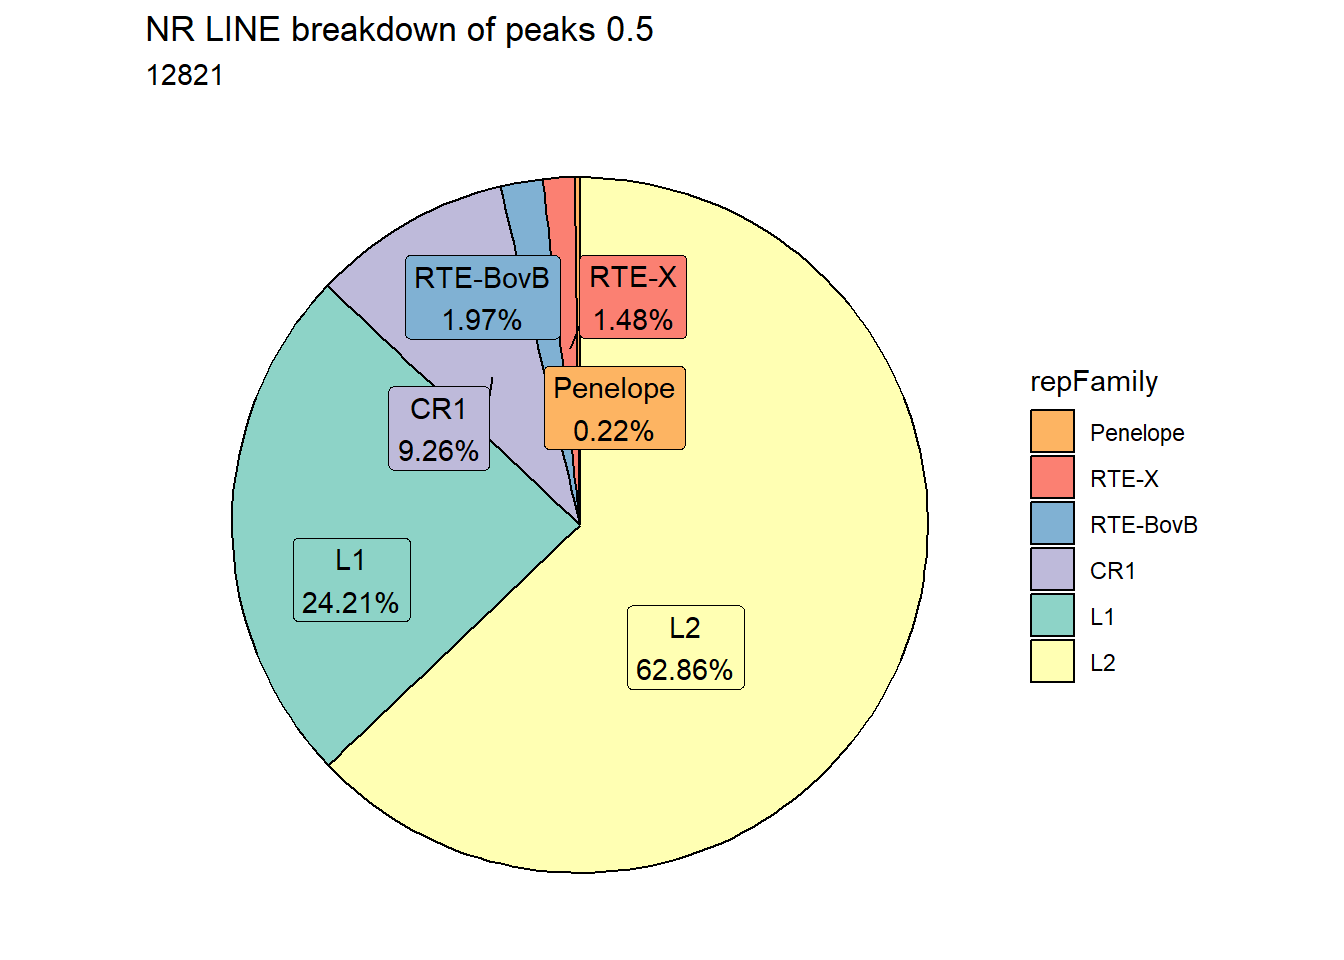 NR LINE breakdown of peaks 0.5
12821
RTE-BovB
1.97%
RTE-X
1.48%
Penelope
0.22%
CR1
9.26%
L1
24.21%
L2
62.86%
repFamily
Penelope
RTE-X
RTE-BovB
CR1
L1
L2